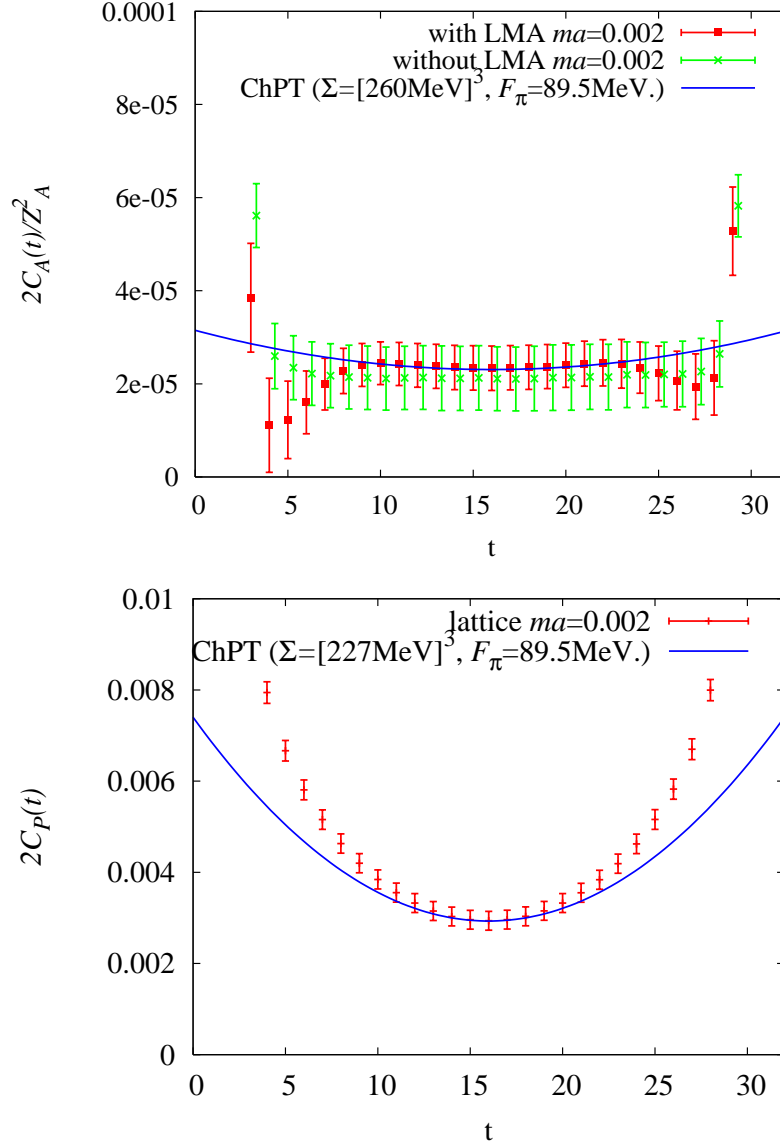 0.0001
with LMA ma=0.002
without LMA ma=0.002
ChPT (Σ=[260MeV]³, Fπ=89.5MeV.)
8e-05
6e-05
4e-05
2e-05
0
2C_A(t)/Z²_A
0 5 10 15 20 25 30
t
0.01
lattice ma=0.002
ChPT (Σ=[227MeV]³, Fπ=89.5MeV.)
0.008
0.006
0.004
0.002
0
2C_P(t)
0 5 10 15 20 25 30
t